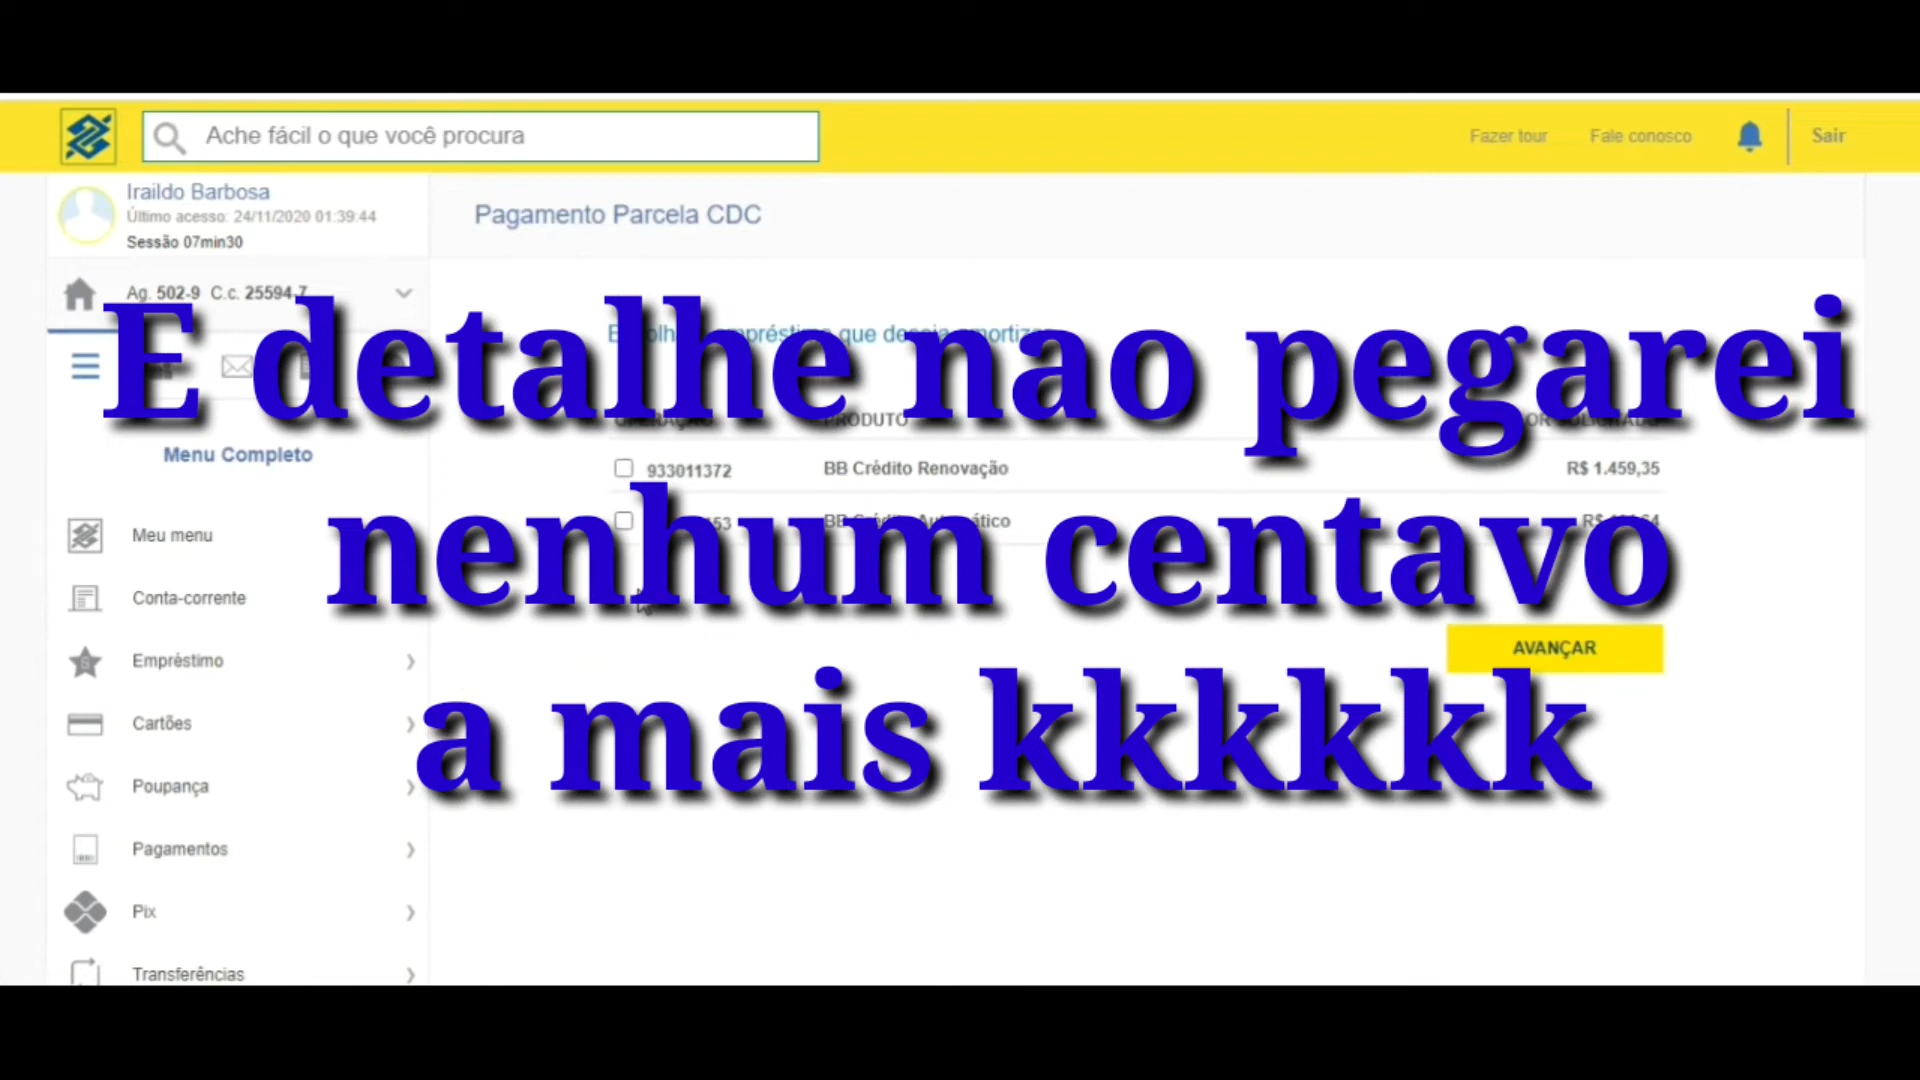 Ache fácil o que você procura
Fazer tour
Fale conosco
Sair
Iraildo Barbosa
Último acesso: 24/11/2020 01:39:44
Sessão 07min30
Pagamento Parcela CDC
Ag. 502-9 C.c. 25594-7
E detalhe nao pegarei
nenhum centavo
a mais kkkkkk
que
PRODUTO
933011372 BB Crédito Renovação R$ 1.459,35
AVANÇAR
Menu Completo
Meu menu
Conta-corrente
Empréstimo
Cartões
Poupança
Pagamentos
Pix
Transferências